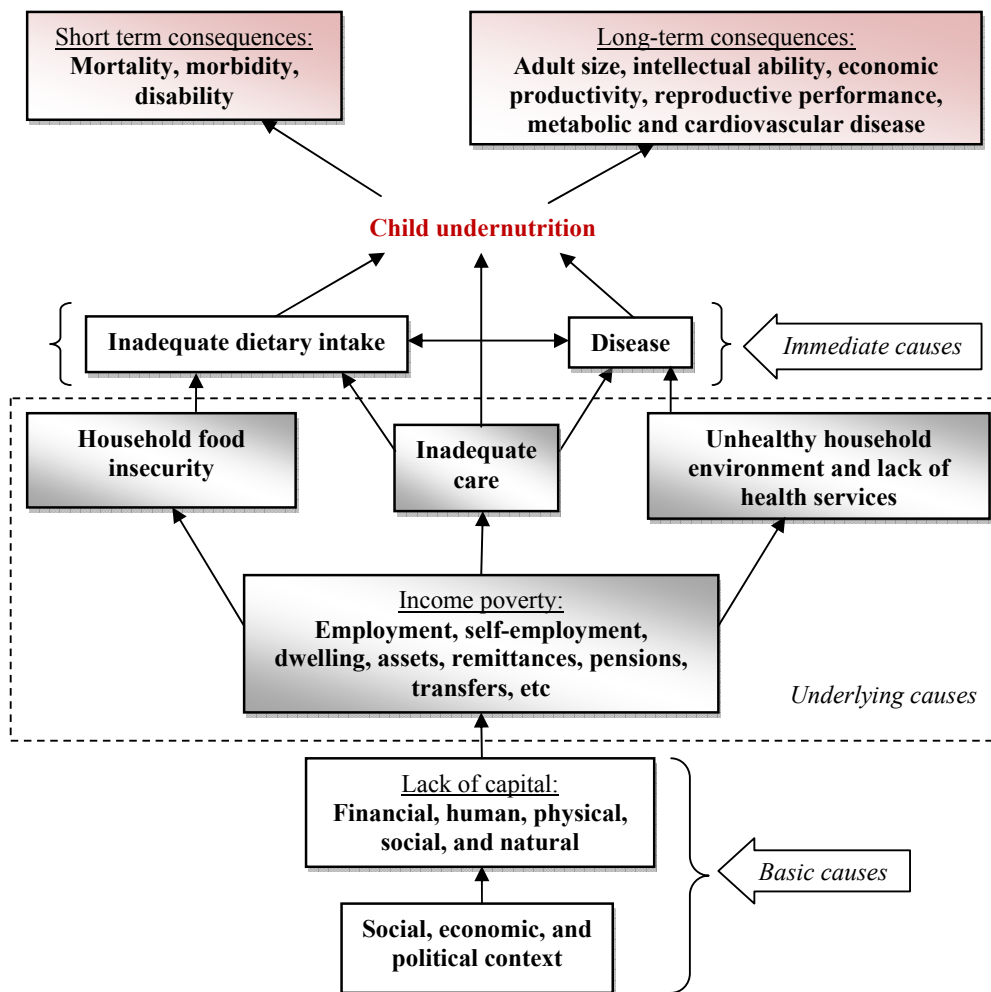 Short term consequences:
Mortality, morbidity,
disability
Long-term consequences:
Adult size, intellectual ability, economic
productivity, reproductive performance,
metabolic and cardiovascular disease
Child undernutrition
Inadequate dietary intake
Disease
Immediate causes
Household food
insecurity
Inadequate
care
Unhealthy household
environment and lack of
health services
Income poverty:
Employment, self-employment,
dwelling, assets, remittances, pensions,
transfers, etc
Underlying causes
Lack of capital:
Financial, human, physical,
social, and natural
Basic causes
Social, economic, and
political context